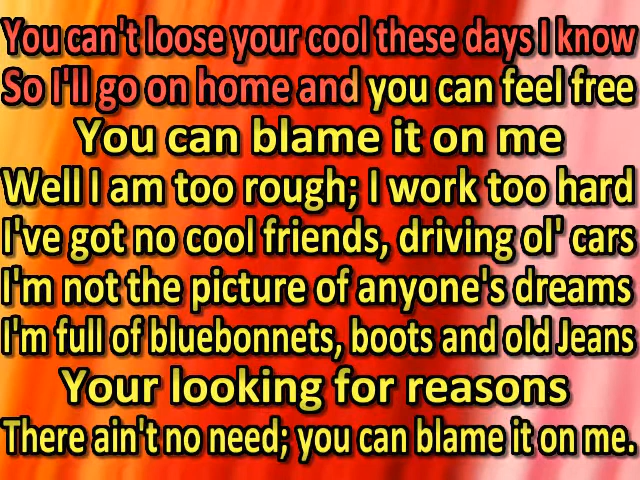 You can't loose your cool these days I know
So I'll go on home and you can feel free
You can blame it on me
Well I am too rough; I work too hard
I've got no cool friends, driving ol' cars
I'm not the picture of anyone's dreams
I'm full of bluebonnets, boots and old Jeans
Your looking for reasons
There ain't no need; you can blame it on me.